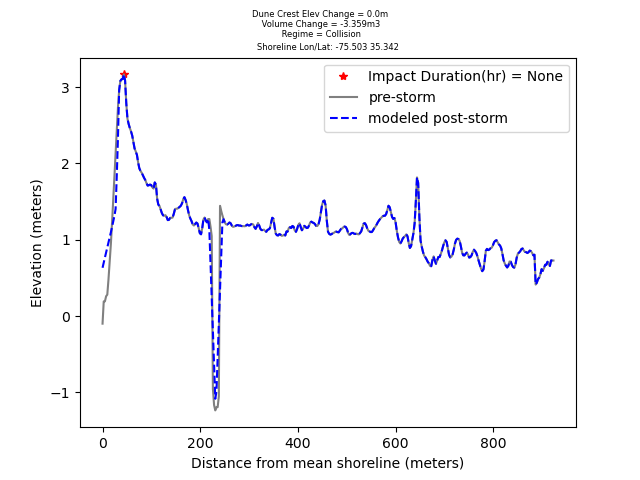 Dune Crest Elev Change = 0.0m
Volume Change = -3.359m3
Regime = Collision
Shoreline Lon/Lat: -75.503 35.342
Impact Duration(hr) = None
pre-storm
modeled post-storm
Elevation (meters)
3
2
1
0
−1
0 200 400 600 800
Distance from mean shoreline (meters)